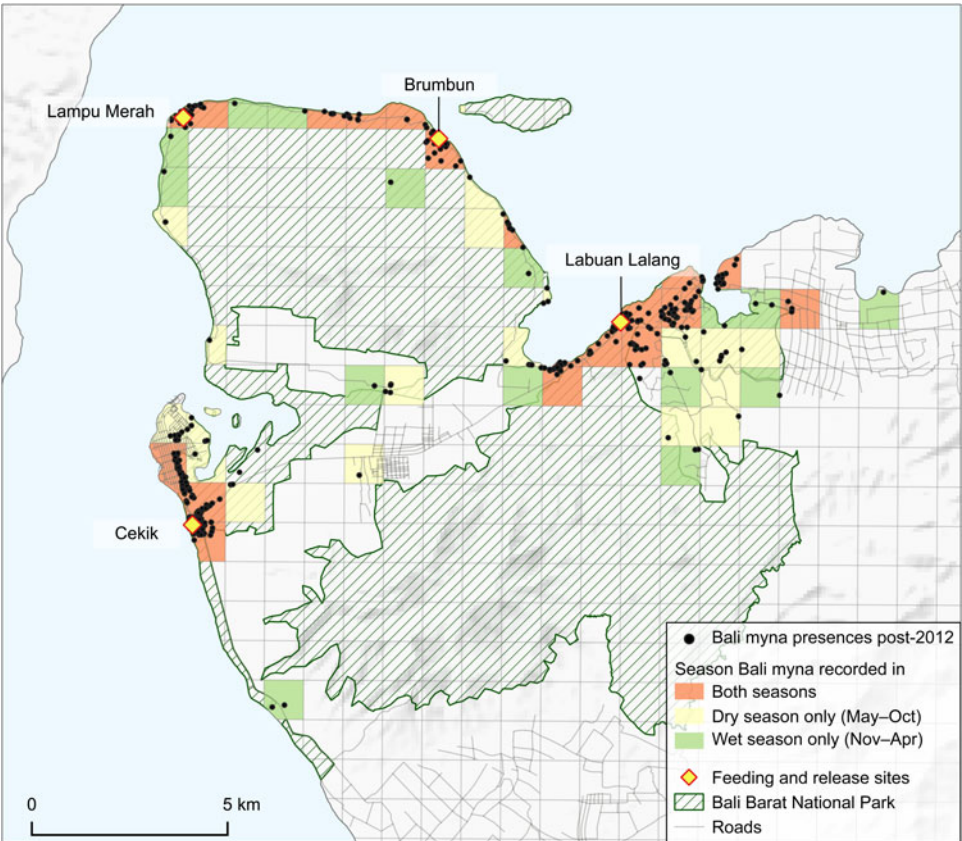 Brumbun
Lampu Merah
Labuan Lalang
Cekik
Bali myna presences post-2012
Season Bali myna recorded in
Both seasons
Dry season only (May–Oct)
Wet season only (Nov–Apr)
Feeding and release sites
Bali Barat National Park
Roads
0 5 km